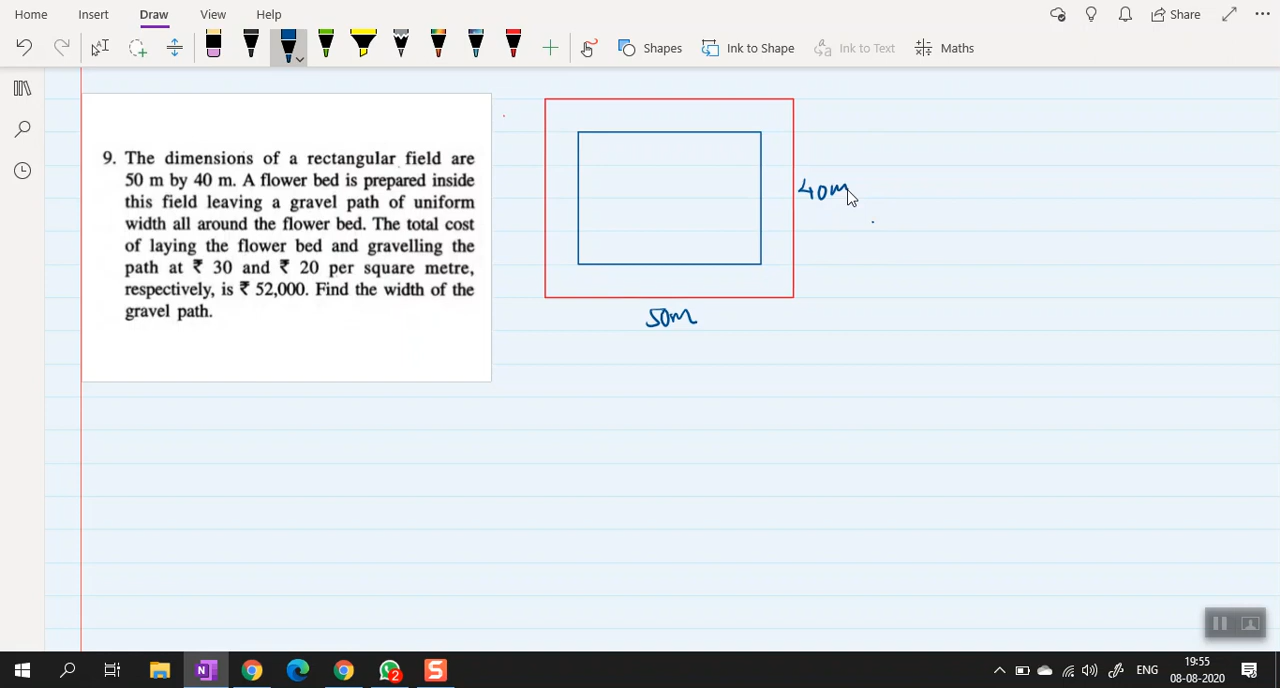 Home Insert Draw View Help
Share
Shapes Ink to Shape Ink to Text Maths
9. The dimensions of a rectangular field are
50 m by 40 m. A flower bed is prepared inside
this field leaving a gravel path of uniform
width all around the flower bed. The total cost
of laying the flower bed and gravelling the
path at ₹ 30 and ₹ 20 per square metre,
respectively, is ₹ 52,000. Find the width of the
gravel path.
40m
50m
2
ENG
19:55
08-08-2020